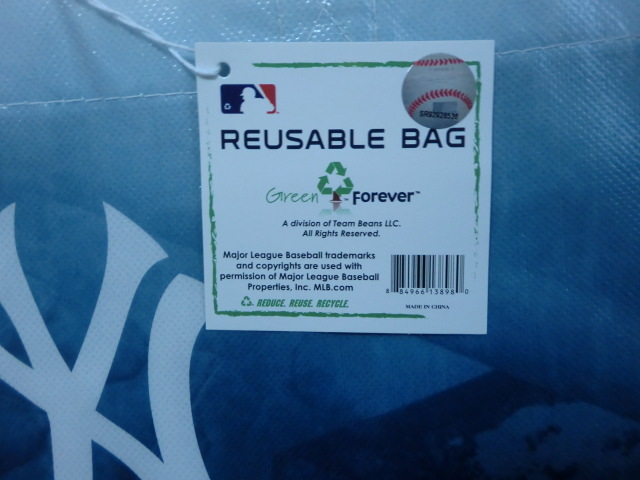 SR92928536
REUSABLE BAG
Green Forever™
A division of Team Beans LLC.
All Rights Reserved.
Major League Baseball trademarks
and copyrights are used with
permission of Major League Baseball
Properties, Inc. MLB.com
8 84966 13898 0
REDUCE. REUSE. RECYCLE.
MADE IN CHINA
NY